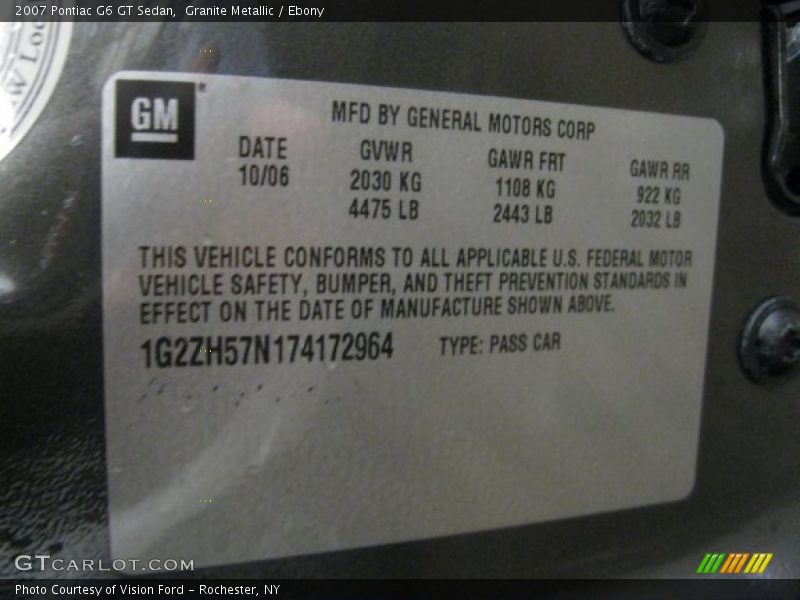 2007 Pontiac G6 GT Sedan, Granite Metallic / Ebony
GM
MFD BY GENERAL MOTORS CORP
DATE GVWR GAWR FRT GAWR RR
10/06 2030 KG 1108 KG 922 KG
4475 LB 2443 LB 2032 LB
THIS VEHICLE CONFORMS TO ALL APPLICABLE U.S. FEDERAL MOTOR
VEHICLE SAFETY, BUMPER, AND THEFT PREVENTION STANDARDS IN
EFFECT ON THE DATE OF MANUFACTURE SHOWN ABOVE.
1G2ZH57N174172964 TYPE: PASS CAR
GTCARLOT.COM
Photo Courtesy of Vision Ford - Rochester, NY